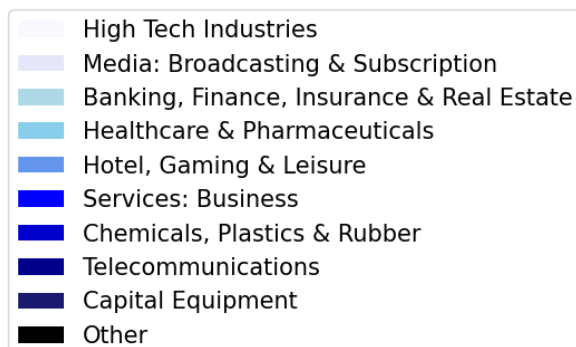 High Tech Industries
Media: Broadcasting & Subscription
Banking, Finance, Insurance & Real Estate
Healthcare & Pharmaceuticals
Hotel, Gaming & Leisure
Services: Business
Chemicals, Plastics & Rubber
Telecommunications
Capital Equipment
Other